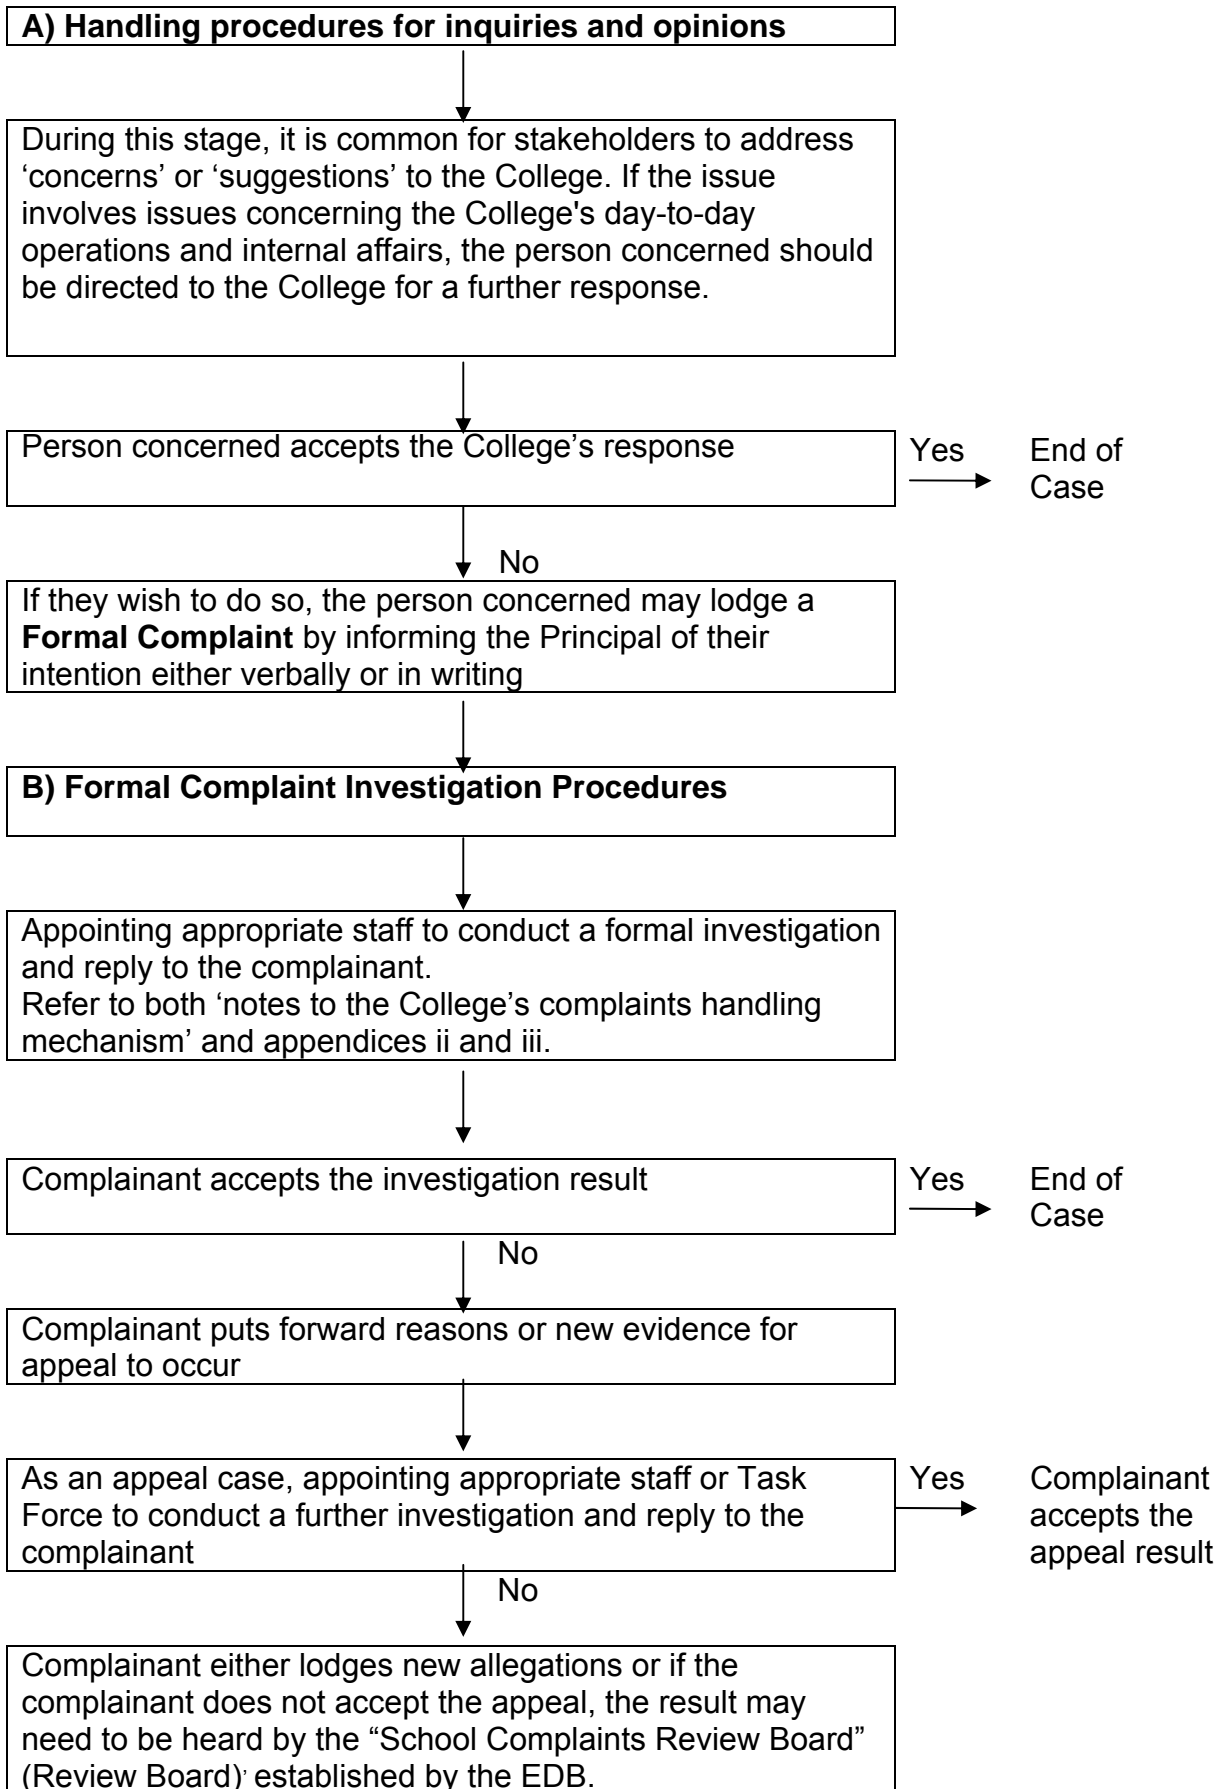 A) Handling procedures for inquiries and opinions
During this stage, it is common for stakeholders to address
‘concerns’ or ‘suggestions’ to the College. If the issue
involves issues concerning the College's day-to-day
operations and internal affairs, the person concerned should
be directed to the College for a further response.
Person concerned accepts the College’s response
Yes
End of
Case
No
If they wish to do so, the person concerned may lodge a
Formal Complaint by informing the Principal of their
intention either verbally or in writing
B) Formal Complaint Investigation Procedures
Appointing appropriate staff to conduct a formal investigation
and reply to the complainant.
Refer to both ‘notes to the College’s complaints handling
mechanism’ and appendices ii and iii.
Complainant accepts the investigation result
Yes
End of
Case
No
Complainant puts forward reasons or new evidence for
appeal to occur
As an appeal case, appointing appropriate staff or Task
Force to conduct a further investigation and reply to the
complainant
Yes
Complainant
accepts the
appeal result
No
Complainant either lodges new allegations or if the
complainant does not accept the appeal, the result may
need to be heard by the “School Complaints Review Board”
(Review Board), established by the EDB.